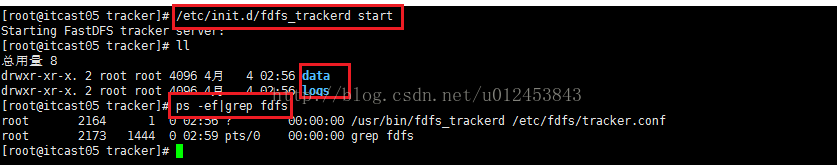 [root@itcast05 tracker]# /etc/init.d/fdfs_trackerd start
Starting FastDFS tracker server:
[root@itcast05 tracker]# ll
总用量 8
drwxr-xr-x. 2 root root 4096 4月   4 02:56 data
drwxr-xr-x. 2 root root 4096 4月   4 02:56 logs
http://blog.csdn.net/u012453843
[root@itcast05 tracker]# ps -ef|grep fdfs
root      2164     1  0 02:56 ?        00:00:00 /usr/bin/fdfs_trackerd /etc/fdfs/tracker.conf
root      2173  1444  0 02:59 pts/0    00:00:00 grep fdfs
[root@itcast05 tracker]#